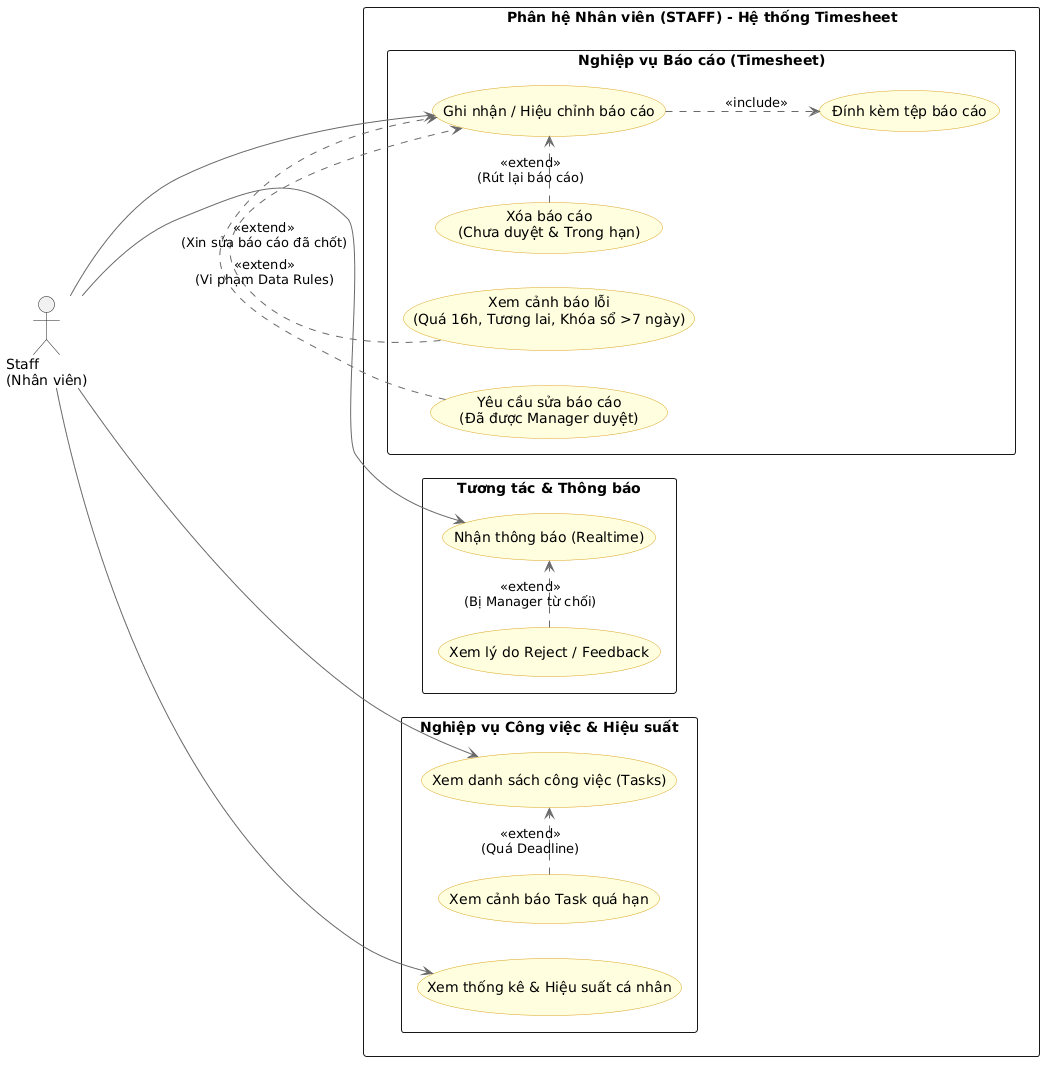 Phân hệ Nhân viên (STAFF) - Hệ thống Timesheet
Nghiệp vụ Báo cáo (Timesheet)
Ghi nhận / Hiệu chỉnh báo cáo
«include»
Đính kèm tệp báo cáo
«extend»
(Rút lại báo cáo)
Xóa báo cáo
(Chưa duyệt & Trong hạn)
«extend»
(Xin sửa báo cáo đã chốt)
«extend»
(Vi phạm Data Rules)
Xem cảnh báo lỗi
(Quá 16h, Tương lai, Khóa sổ >7 ngày)
Staff
(Nhân viên)
Yêu cầu sửa báo cáo
(Đã được Manager duyệt)
Tương tác & Thông báo
Nhận thông báo (Realtime)
«extend»
(Bị Manager từ chối)
Xem lý do Reject / Feedback
Nghiệp vụ Công việc & Hiệu suất
Xem danh sách công việc (Tasks)
«extend»
(Quá Deadline)
Xem cảnh báo Task quá hạn
Xem thống kê & Hiệu suất cá nhân